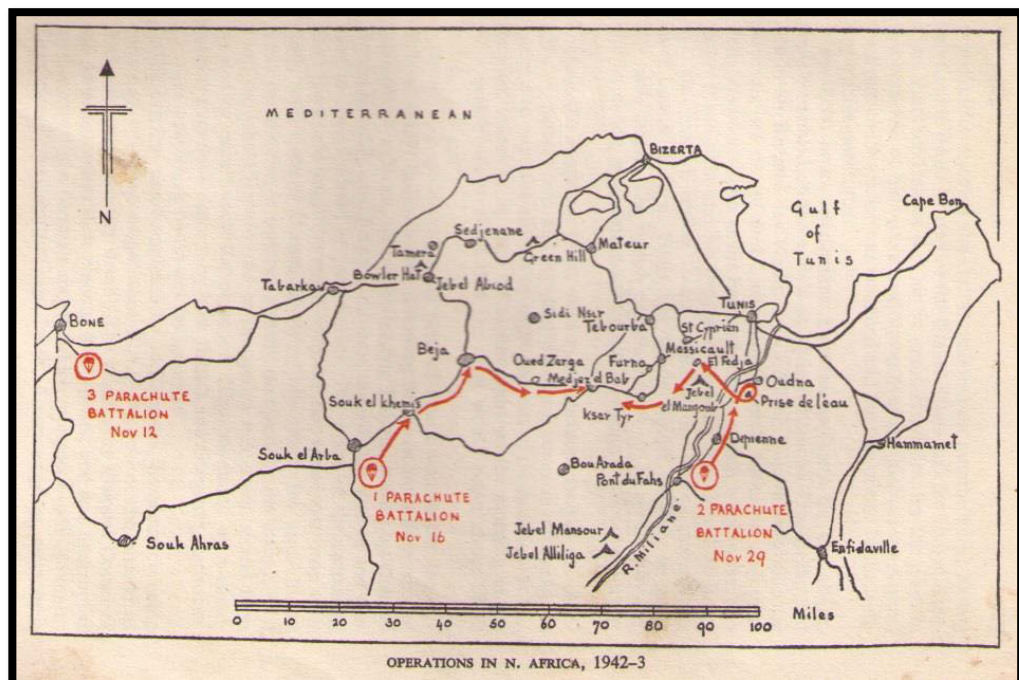 MEDITERRANEAN
N
BIZERTA
Cape Bon
Gulf
of
Tunis
Sedjenane
Tamera
Green Hill
Mateur
Bowler Hat
Jebel Abiod
Tabarka
BONE
Sidi Nsir
Tebourba
TUNIS
St Cyprien
Beja
Oued Zarga
Furna
Massicault
El Fedja
Medjez el Bab
Oudna
Prise de l'eau
Jebel
el Mangoub
Ksar Tyr
3 PARACHUTE
BATTALION
Nov 12
Souk el Khemis
Souk el Arba
Depienne
Hammamet
Bou Arada
Pont du Fahs
1 PARACHUTE
BATTALION
Nov 16
2 PARACHUTE
BATTALION
Nov 29
Souk Ahras
Jebel Mansour
Jebel Alliliga
R. Miliane
Enfidaville
0 10 20 30 40 50 60 70 80 90 100
Miles
OPERATIONS IN N. AFRICA, 1942–3